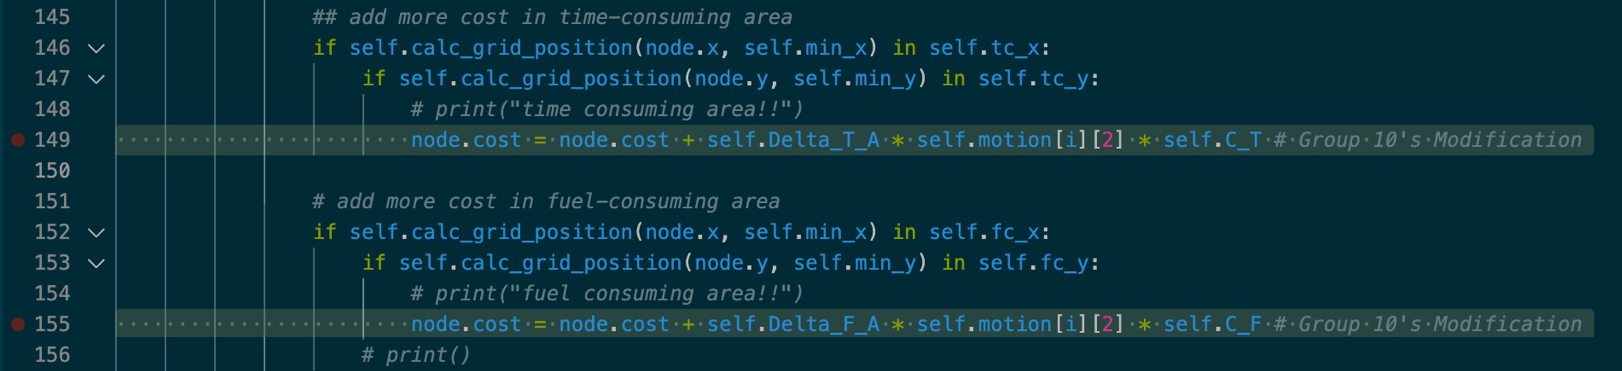 145 ## add more cost in time-consuming area
146 if self.calc_grid_position(node.x, self.min_x) in self.tc_x:
147 if self.calc_grid_position(node.y, self.min_y) in self.tc_y:
148 # print("time consuming area!!")
149 node.cost = node.cost + self.Delta_T_A * self.motion[i][2] * self.C_T # Group 10's Modification
150
151 # add more cost in fuel-consuming area
152 if self.calc_grid_position(node.x, self.min_x) in self.fc_x:
153 if self.calc_grid_position(node.y, self.min_y) in self.fc_y:
154 # print("fuel consuming area!!")
155 node.cost = node.cost + self.Delta_F_A * self.motion[i][2] * self.C_F # Group 10's Modification
156 # print()